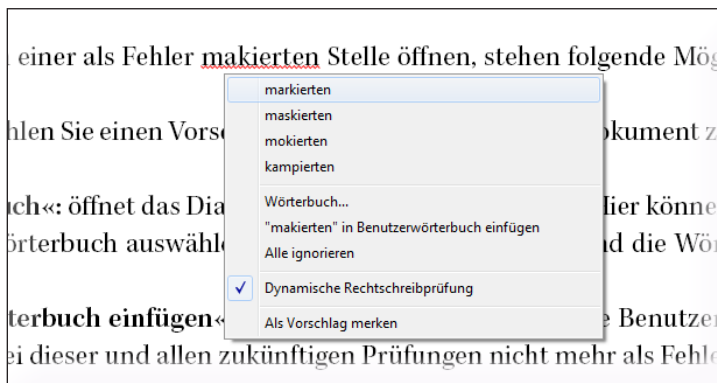 einer als Fehler makierten Stelle öffnen, stehen folgende Mög
hlen Sie einen Vors kument z
uch«: öffnet das Dia Hier könne
örterbuch auswähl d die Wö
terbuch einfügen« e Benutze
ei dieser und allen zukünftigen Prüfungen nicht mehr als Fehle
markierten
maskierten
mokierten
kampierten
Wörterbuch...
"makierten" in Benutzerwörterbuch einfügen
Alle ignorieren
Dynamische Rechtschreibprüfung
Als Vorschlag merken